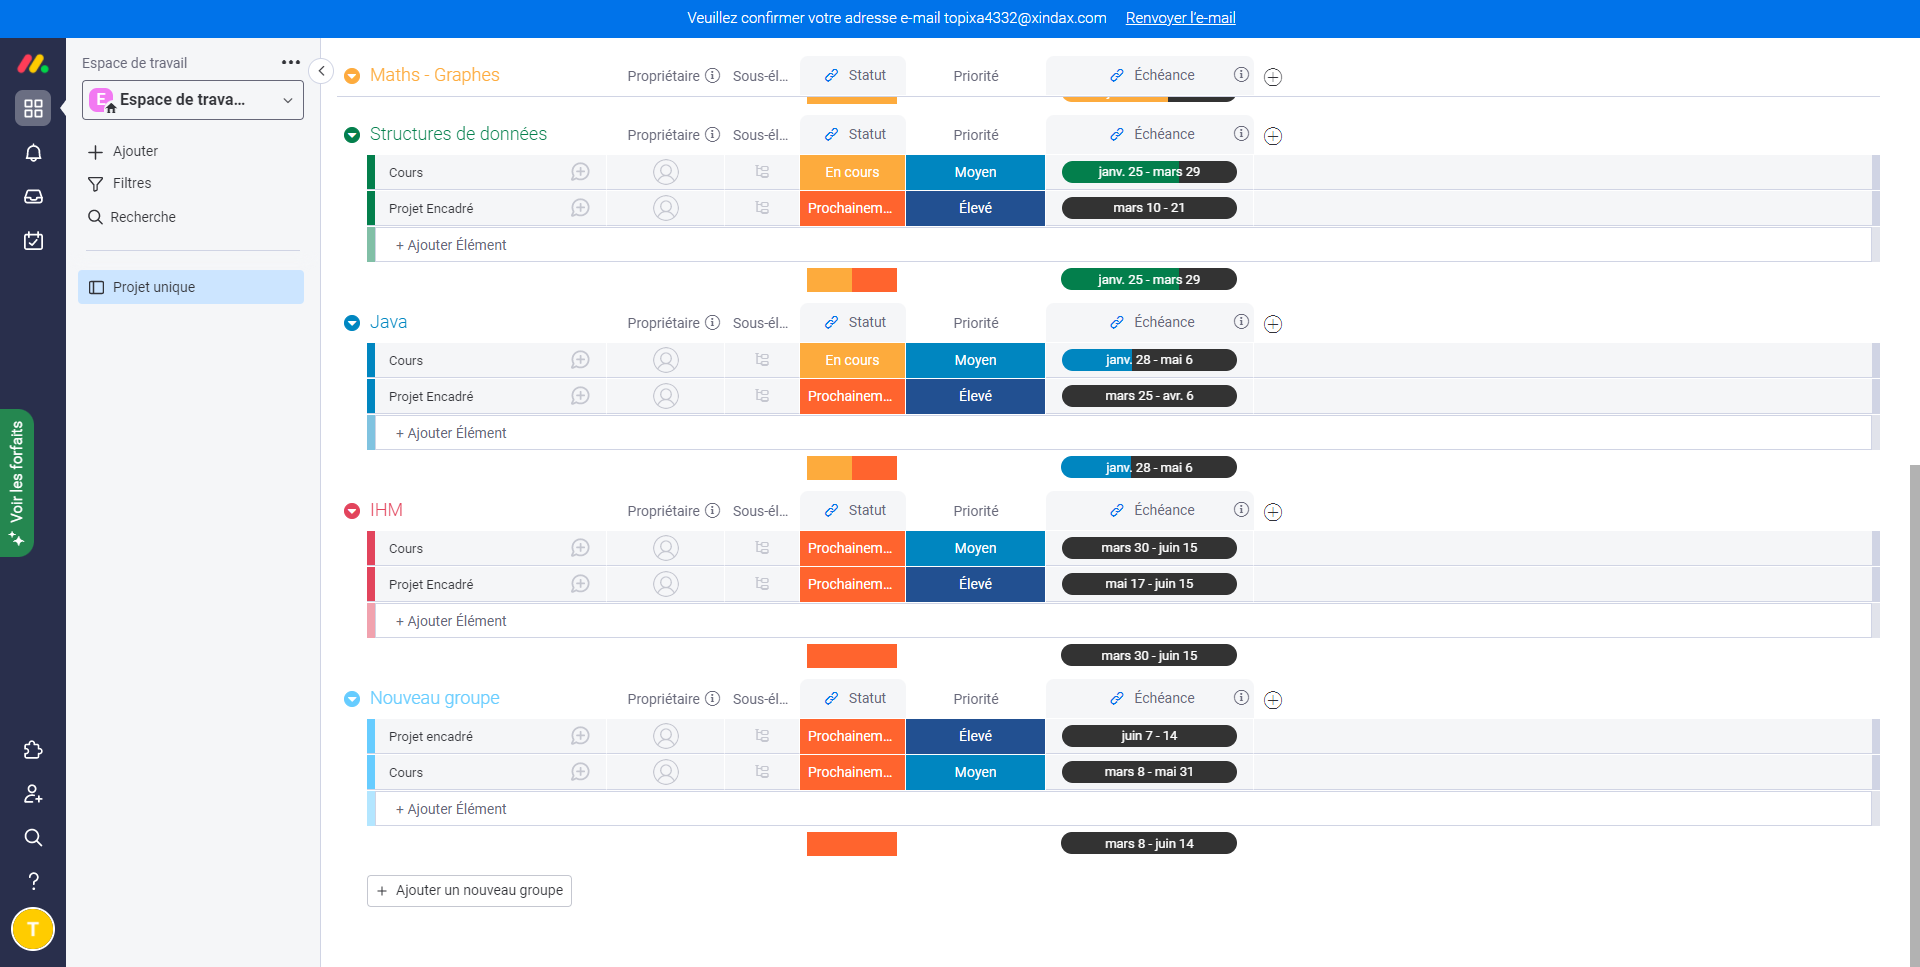 Veuillez confirmer votre adresse e-mail topixa4332@xindax.com Renvoyer l'e-mail
Espace de travail
E Espace de trava...
Ajouter
Filtres
Recherche
Projet unique
Voir les forfaits
T
Maths - Graphes Propriétaire Sous-él... Statut Priorité Échéance
Structures de données Propriétaire Sous-él... Statut Priorité Échéance
Cours En cours Moyen janv. 25 - mars 29
Projet Encadré Prochainem... Élevé mars 10 - 21
+ Ajouter Élément
janv. 25 - mars 29
Java Propriétaire Sous-él... Statut Priorité Échéance
Cours En cours Moyen janv. 28 - mai 6
Projet Encadré Prochainem... Élevé mars 25 - avr. 6
+ Ajouter Élément
janv. 28 - mai 6
IHM Propriétaire Sous-él... Statut Priorité Échéance
Cours Prochainem... Moyen mars 30 - juin 15
Projet Encadré Prochainem... Élevé mai 17 - juin 15
+ Ajouter Élément
mars 30 - juin 15
Nouveau groupe Propriétaire Sous-él... Statut Priorité Échéance
Projet encadré Prochainem... Élevé juin 7 - 14
Cours Prochainem... Moyen mars 8 - mai 31
+ Ajouter Élément
mars 8 - juin 14
+ Ajouter un nouveau groupe